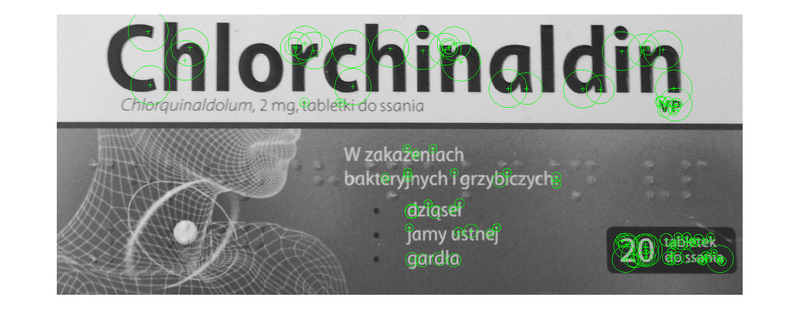 Chlorchinaldin
Chlorquinaldolum, 2 mg, tabletki do ssania
VP
W zakażeniach
bakteryjnych i grzybiczych:
• dziąseł
• jamy ustnej
• gardła
20 tabletek
do ssania